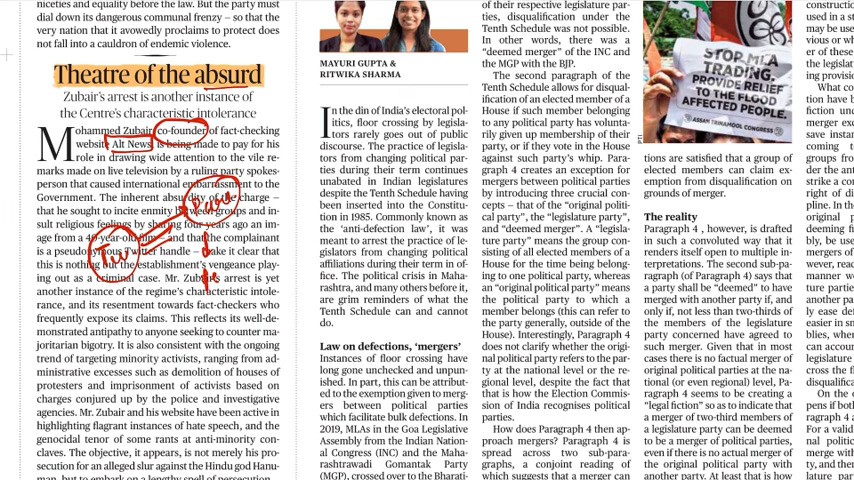 niceties and equality before the law. But the party must
dial down its dangerous communal frenzy – so that the
very nation that it avowedly proclaims to protect does
not fall into a cauldron of endemic violence.
Theatre of the absurd
Zubair's arrest is another instance of
the Centre's characteristic intolerance
Mohammed Zubair, co-founder of fact-checking
website Alt News, is being made to pay for his
role in drawing wide attention to the vile re-
marks made on live television by a ruling party spokes-
person that caused international embarrassment to the
Government. The inherent absurdity of the charge –
that he sought to incite enmity between groups and in-
sult religious feelings by sharing four years ago an im-
age from a 40-year-old and that the complainant
is a pseudonymous Twitter handle – make it clear that
this is nothing but the establishment's vengeance play-
ing out as a criminal case. Mr. Zubair's arrest is yet
another instance of the regime's characteristic intole-
rance, and its resentment towards fact-checkers who
frequently expose its claims. This reflects its well-de-
monstrated antipathy to anyone seeking to counter ma-
joritarian bigotry. It is also consistent with the ongoing
trend of targeting minority activists, ranging from ad-
ministrative excesses such as demolition of houses of
protesters and imprisonment of activists based on
charges conjured up by the police and investigative
agencies. Mr. Zubair and his website have been active in
highlighting flagrant instances of hate speech, and the
genocidal tenor of some rants at anti-minority con-
claves. The objective, it appears, is not merely his pro-
secution for an alleged slur against the Hindu god Hanu-
man, but to embark on a lengthy spell of persecution
MAYURI GUPTA &
RITWIKA SHARMA
In the din of India's electoral pol-
itics, floor crossing by legisla-
tors rarely goes out of public
discourse. The practice of legisla-
tors from changing political par-
ties during their term continues
unabated in Indian legislatures
despite the Tenth Schedule having
been inserted into the Constitu-
tion in 1985. Commonly known as
the 'anti-defection law', it was
meant to arrest the practice of le-
gislators from changing political
affiliations during their term in of-
fice. The political crisis in Maha-
rashtra, and many others before it,
are grim reminders of what the
Tenth Schedule can and cannot
do.
Law on defections, 'mergers'
Instances of floor crossing have
long gone unchecked and unpun-
ished. In part, this can be attribut-
ed to the exemption given to merg-
ers between political parties
which facilitate bulk defections. In
2019, MLAs in the Goa Legislative
Assembly from the Indian Nation-
al Congress (INC) and the Maha-
rashtrawadi Gomantak Party
(MGP), crossed over to the Bharati-
of their respective legislature par-
ties, disqualification under the
Tenth Schedule was not possible.
In other words, there was a
"deemed merger" of the INC and
the MGP with the BJP.
The second paragraph of the
Tenth Schedule allows for disqual-
ification of an elected member of a
House if such member belonging
to any political party has volunta-
rily given up membership of their
party, or if they vote in the House
against such party's whip. Para-
graph 4 creates an exception for
mergers between political parties
by introducing three crucial con-
cepts – that of the "original politi-
cal party", the "legislature party",
and "deemed merger". A "legisla-
ture party" means the group con-
sisting of all elected members of a
House for the time being belong-
ing to one political party, whereas
an "original political party" means
the political party to which a
member belongs (this can refer to
the party generally, outside of the
House). Interestingly, Paragraph 4
does not clarify whether the origi-
nal political party refers to the par-
ty at the national level or the re-
gional level, despite the fact that
that is how the Election Commis-
sion of India recognises political
parties.
How does Paragraph 4 then ap-
proach mergers? Paragraph 4 is
spread across two sub-para-
graphs, a conjoint reading of
which suggests that a merger can
STOP MLA
TRADING.
PROVIDE RELIEF
TO THE FLOOD
AFFECTED PEOPLE.
ASSAM TRINAMOOL CONGRESS
PTI
tions are satisfied that a group of
elected members can claim ex-
emption from disqualification on
grounds of merger.
The reality
Paragraph 4, however, is drafted
in such a convoluted way that it
renders itself open to multiple in-
terpretations. The second sub-pa-
ragraph (of Paragraph 4) says that
a party shall be "deemed" to have
merged with another party if, and
only if, not less than two-thirds of
the members of the legislature
party concerned have agreed to
such merger. Given that in most
cases there is no factual merger of
original political parties at the na-
tional (or even regional) level, Pa-
ragraph 4 seems to be creating a
"legal fiction" so as to indicate that
a merger of two-third members of
a legislature party can be deemed
to be a merger of political parties,
even if there is no actual merger of
the original political party with
another party. At least that is how